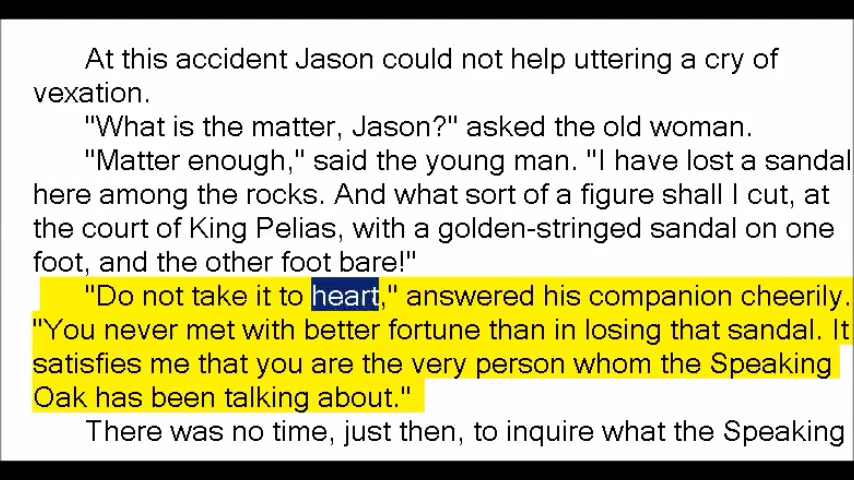 At this accident Jason could not help uttering a cry of
vexation.
"What is the matter, Jason?" asked the old woman.
"Matter enough," said the young man. "I have lost a sandal
here among the rocks. And what sort of a figure shall I cut, at
the court of King Pelias, with a golden-stringed sandal on one
foot, and the other foot bare!"
"Do not take it to heart," answered his companion cheerily.
"You never met with better fortune than in losing that sandal. It
satisfies me that you are the very person whom the Speaking
Oak has been talking about."
There was no time, just then, to inquire what the Speaking